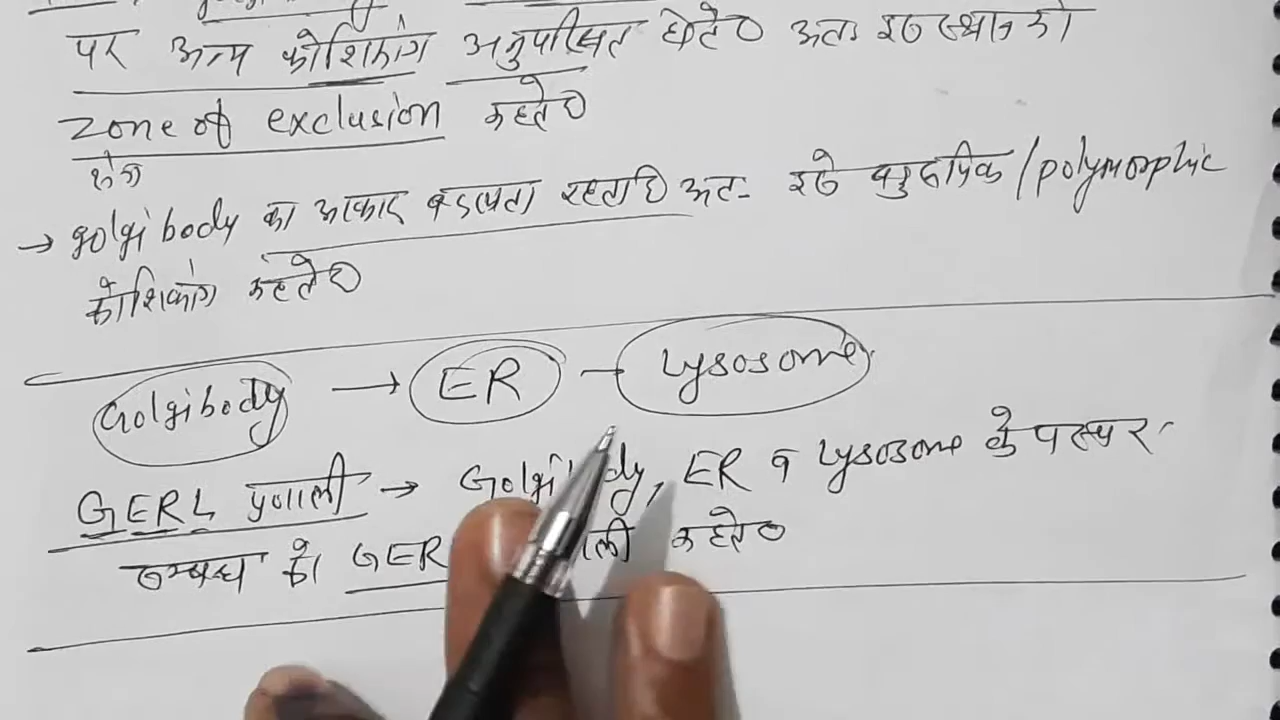 पर अन्य कोशिकांग अनुपस्थित होते है अतः इस स्थान को
zone of exclusion कहते है
क्षेत्र
→ golgi body का आकार बदलता रहता है अतः इसे बहुरूपिक / polymorphic
कोशिकांग कहते है
Golgibody → ER – Lysosome
GERL प्रणाली → Golgi dy, ER व Lysosome के परस्पर
सम्बन्ध को GER ली कहते है